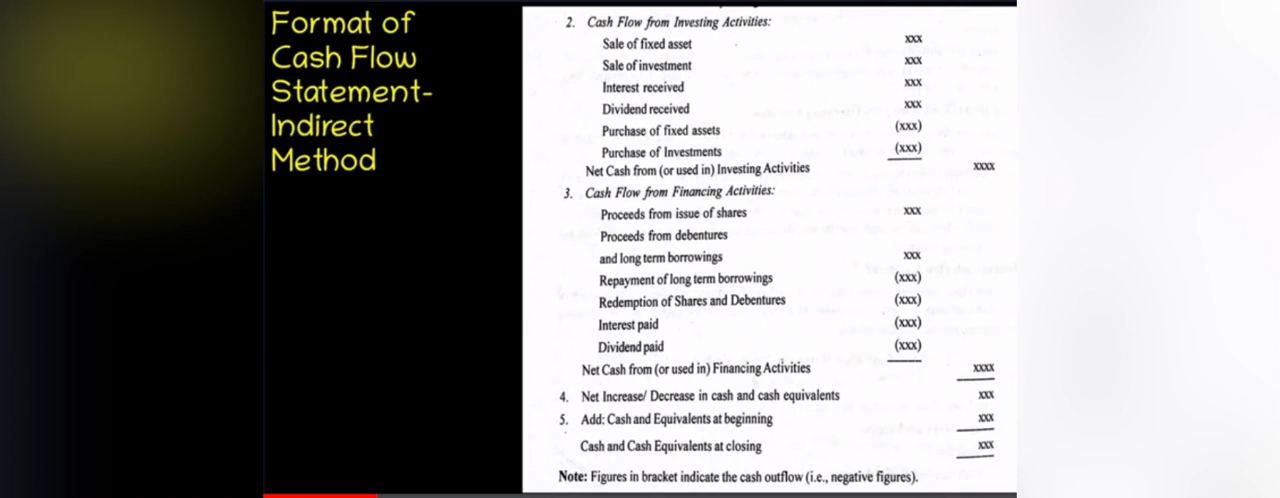 Format of
Cash Flow
Statement-
Indirect
Method
2. Cash Flow from Investing Activities:
Sale of fixed asset xxx
Sale of investment xxx
Interest received xxx
Dividend received xxx
Purchase of fixed assets (xxx)
Purchase of Investments (xxx)
Net Cash from (or used in) Investing Activities xxxx
3. Cash Flow from Financing Activities:
Proceeds from issue of shares xxx
Proceeds from debentures
and long term borrowings xxx
Repayment of long term borrowings (xxx)
Redemption of Shares and Debentures (xxx)
Interest paid (xxx)
Dividend paid (xxx)
Net Cash from (or used in) Financing Activities xxxx
4. Net Increase/ Decrease in cash and cash equivalents xxx
5. Add: Cash and Equivalents at beginning xxx
Cash and Cash Equivalents at closing xxx
Note: Figures in bracket indicate the cash outflow (i.e., negative figures).